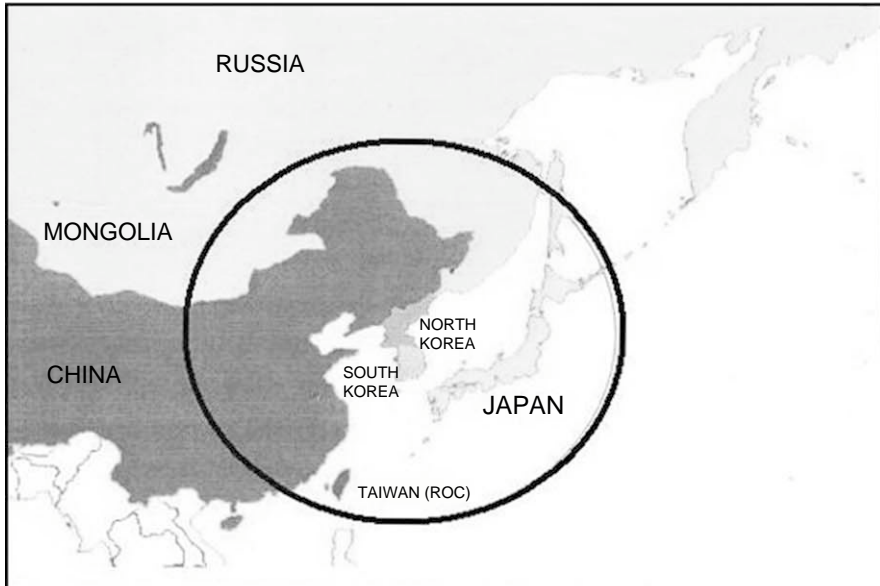 RUSSIA
MONGOLIA
NORTH
KOREA
CHINA
SOUTH
KOREA
JAPAN
TAIWAN (ROC)